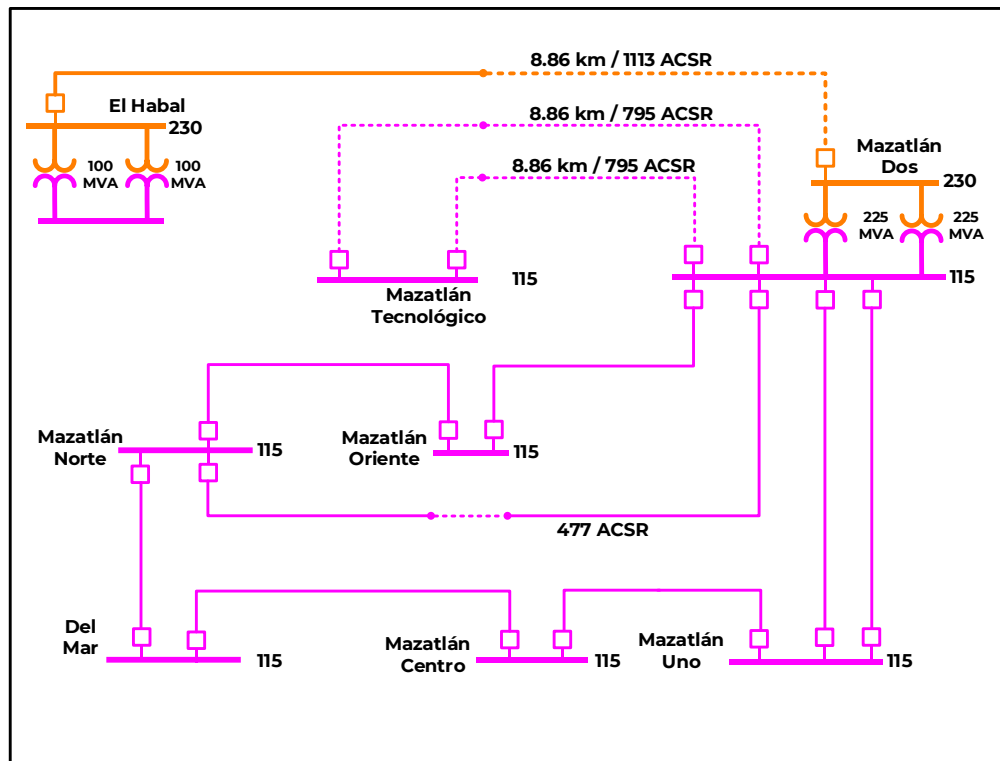 8.86 km / 1113 ACSR
El Habal
230
100
MVA
100
MVA
8.86 km / 795 ACSR
8.86 km / 795 ACSR
Mazatlán
Dos
230
225
MVA
225
MVA
115
Mazatlán
Tecnológico
115
Mazatlán
Norte
115
Mazatlán
Oriente
115
477 ACSR
Del
Mar
115
Mazatlán
Centro
115
Mazatlán
Uno
115